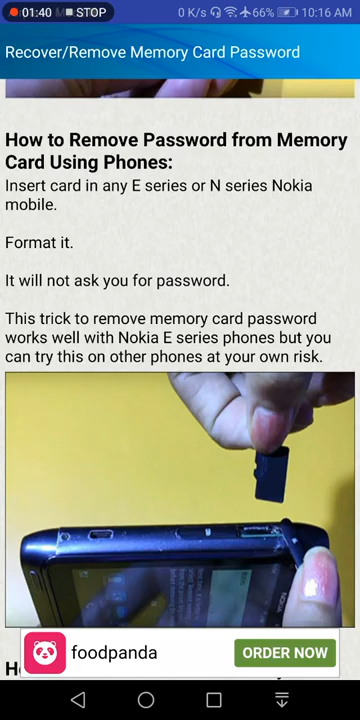 01:40 M STOP 0 K/s 66% 10:16 AM
Recover/Remove Memory Card Password
How to Remove Password from Memory
Card Using Phones:
Insert card in any E series or N series Nokia
mobile.
Format it.
It will not ask you for password.
This trick to remove memory card password
works well with Nokia E series phones but you
can try this on other phones at your own risk.
NOKIA
foodpanda
ORDER NOW